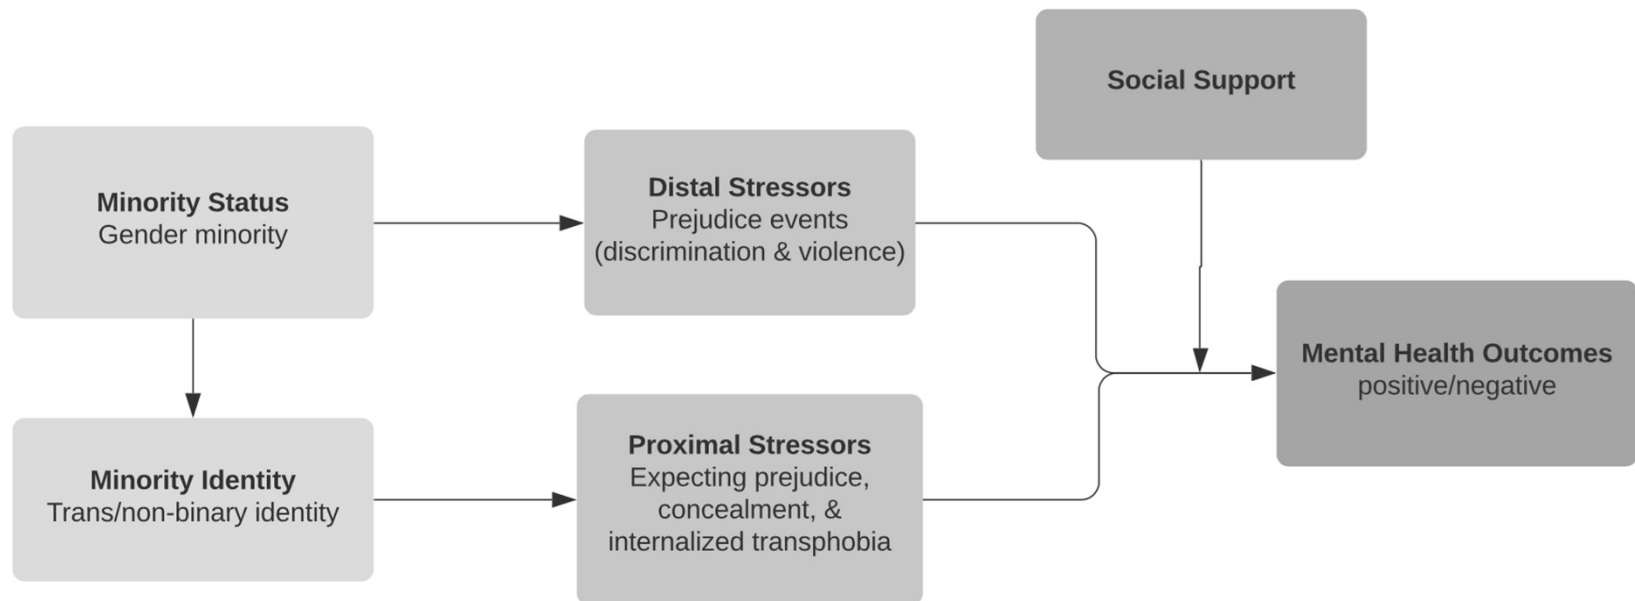 Social Support
Minority Status
Gender minority
Distal Stressors
Prejudice events
(discrimination & violence)
Mental Health Outcomes
positive/negative
Minority Identity
Trans/non-binary identity
Proximal Stressors
Expecting prejudice,
concealment, &
internalized transphobia